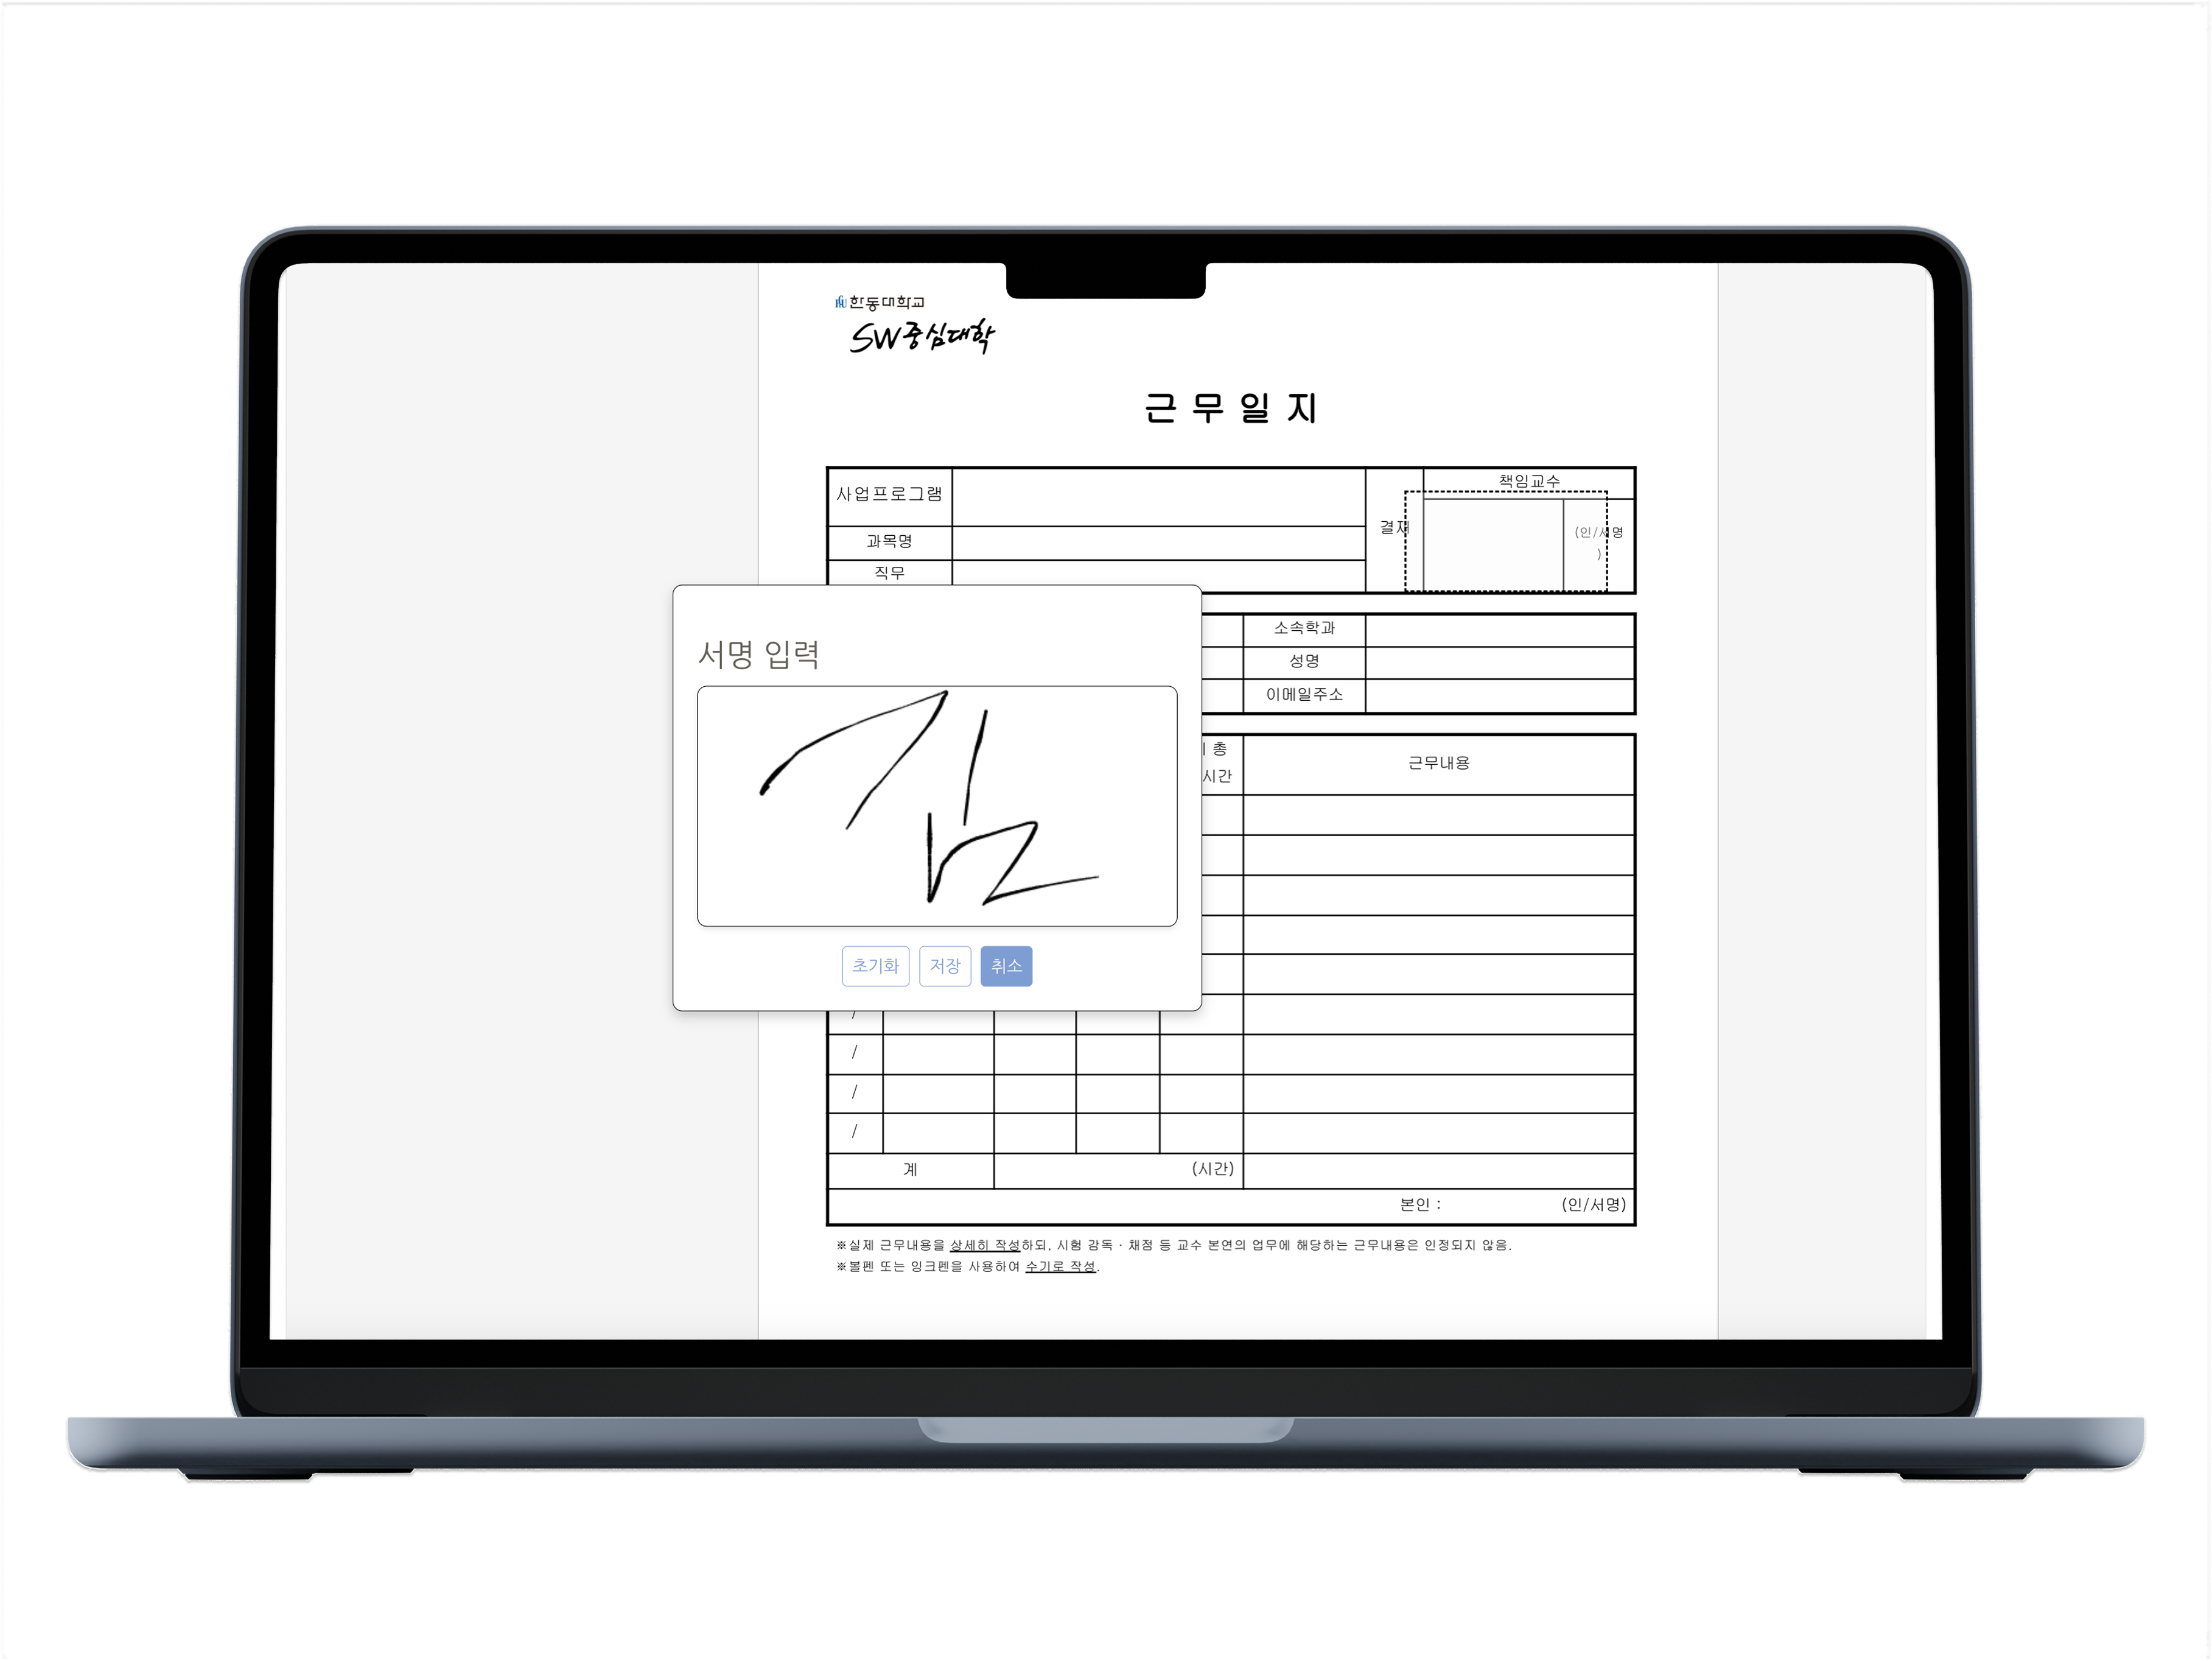 한동대학교
SW중심대학
근무일지
사업프로그램
책임교수
결재
과목명
(인/서명
)
직무
소속학과
서명 입력
성명
이메일주소
김
총
시간
근무내용
초기화 저장 취소
/
/
/
/
계 (시간)
본인 : (인/서명)
※실제 근무내용을 상세히 작성하되, 시험 감독 · 채점 등 교수 본연의 업무에 해당하는 근무내용은 인정되지 않음.
※볼펜 또는 잉크펜을 사용하여 수기로 작성.